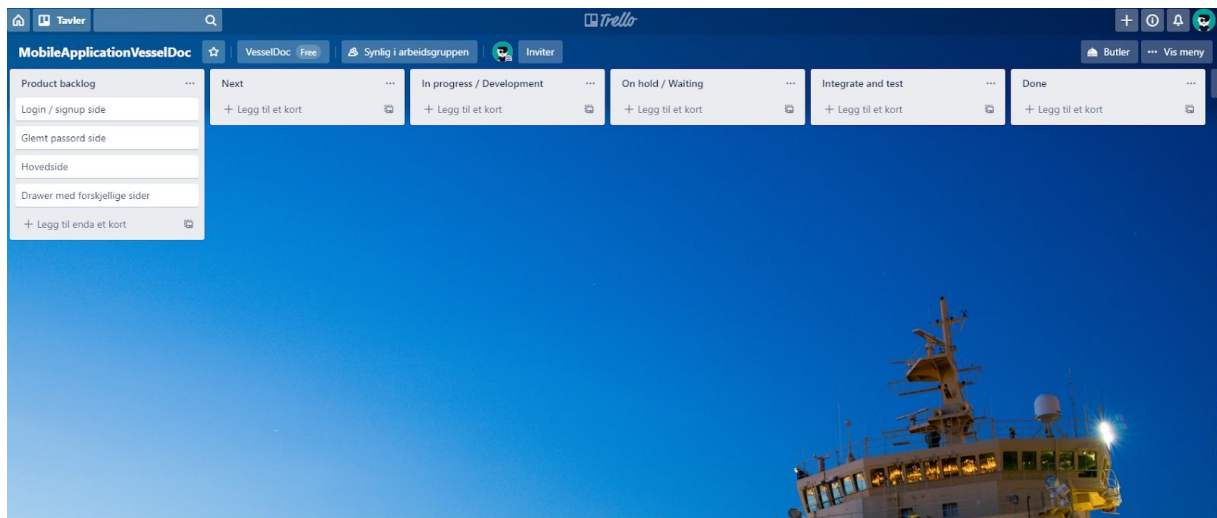 Tavler
Trello
MobileApplicationVesselDoc
VesselDoc Free
Synlig i arbeidsgruppen
Inviter
Butler
... Vis meny
Product backlog ...
Login / signup side
Glemt passord side
Hovedside
Drawer med forskjellige sider
+ Legg til enda et kort
Next ...
+ Legg til et kort
In progress / Development ...
+ Legg til et kort
On hold / Waiting ...
+ Legg til et kort
Integrate and test ...
+ Legg til et kort
Done ...
+ Legg til et kort